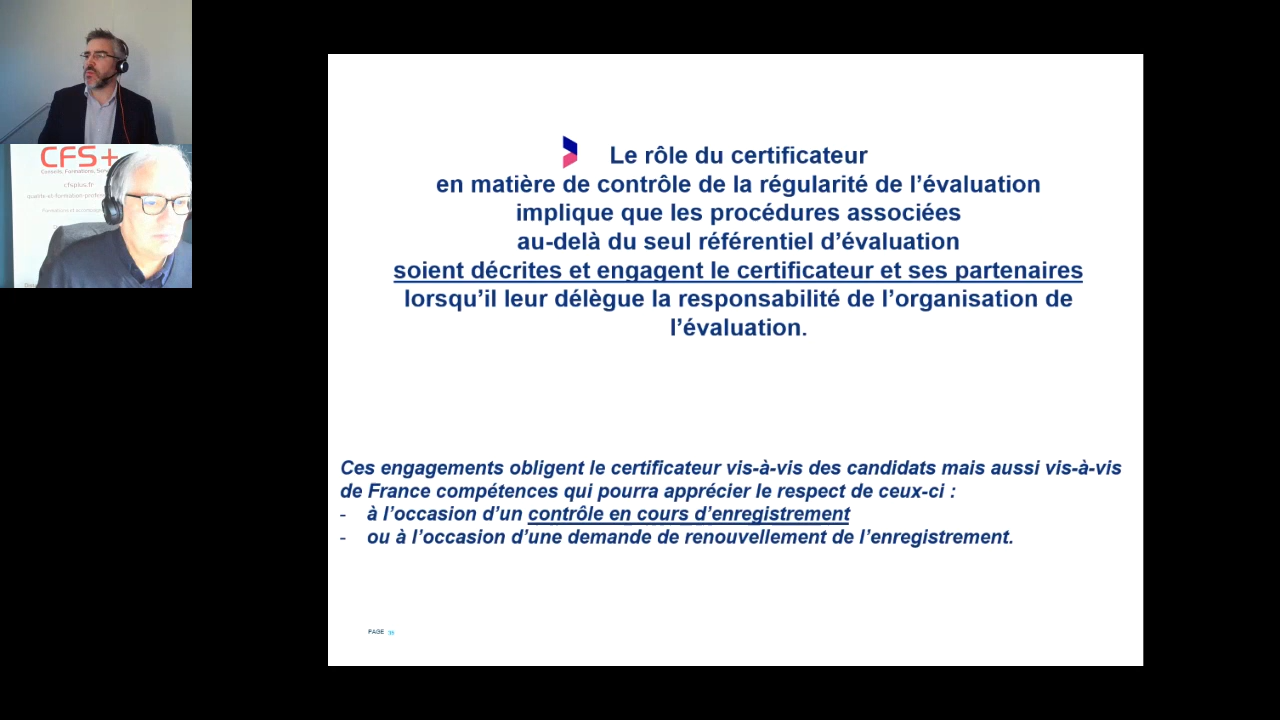 CFS+
Conseils, Formations, Serv
cfsplus.fr
Le rôle du certificateur
en matière de contrôle de la régularité de l’évaluation
implique que les procédures associées
au-delà du seul référentiel d’évaluation
soient décrites et engagent le certificateur et ses partenaires
lorsqu’il leur délègue la responsabilité de l’organisation de
l’évaluation.
Ces engagements obligent le certificateur vis-à-vis des candidats mais aussi vis-à-vis
de France compétences qui pourra apprécier le respect de ceux-ci :
- à l’occasion d’un contrôle en cours d’enregistrement
- ou à l’occasion d’une demande de renouvellement de l’enregistrement.
PAGE